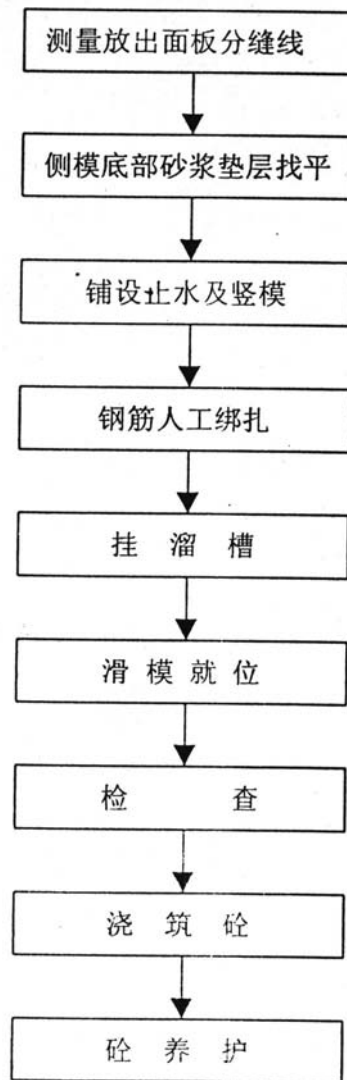 测量放出面板分缝线
侧模底部砂浆垫层找平
铺设止水及竖模
钢筋人工绑扎
挂溜槽
滑模就位
检查
浇筑砼
砼养护